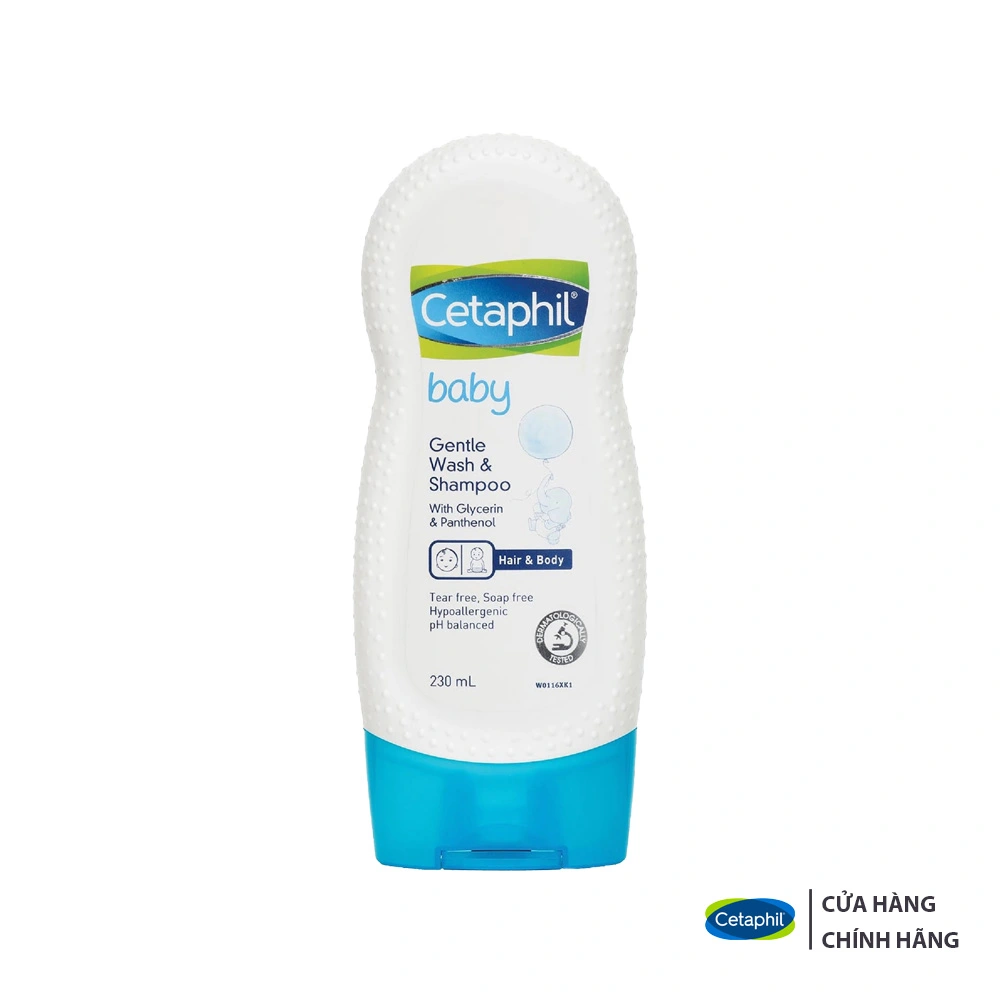 Cetaphil®
baby
Gentle
Wash &
Shampoo
With Glycerin
& Panthenol
Hair & Body
Tear free, Soap free
Hypoallergenic
pH balanced
DERMATOLOGICALLY
TESTED
230 mL
W0116XK1
Cetaphil®
CỬA HÀNG
CHÍNH HÃNG